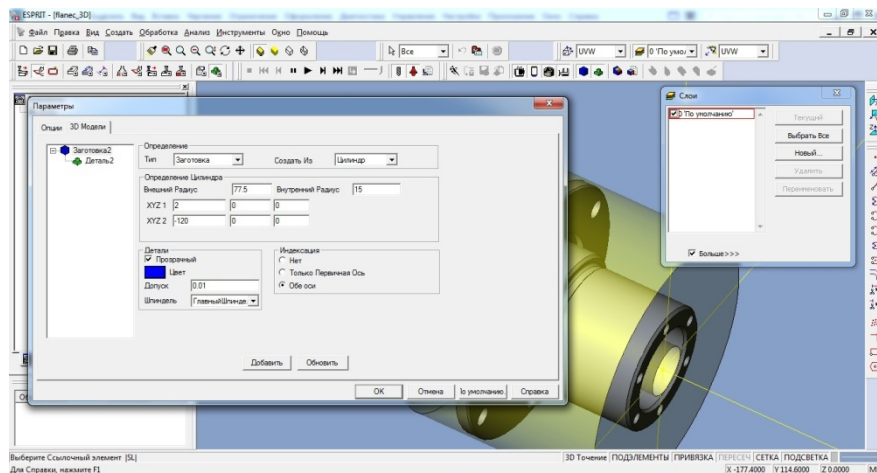 ESPRIT - [flanec_3D]
Файл Правка Вид Создать Обработка Анализ Инструменты Окно Помощь
Все
UVW
0 'По умол
UVW
Параметры
Опции 3D Модели
Заготовка2
Деталь2
Определение
Тип Заготовка Создать Из Цилиндр
Определение Цилиндра
Внешний Радиус 77.5 Внутренний Радиус 15
XYZ 1 2 0 0
XYZ 2 -120 0 0
Детали
Прозрачный
Цвет
Допуск 0.01
Шпиндель ГлавныйШпинде
Индексация
Нет
Только Первичная Ось
Обе оси
Добавить Обновить
OK Отмена Іо умолчанию. Справка
Слои
0 'По умолчанию'
Текущий
Выбрать Все
Новый...
Удалить
Переименовать
Больше>>>
Выберите Ссылочный элемент |SL|
3D Точение ПОДЭЛЕМЕНТЫ ПРИВЯЗКА ПЕРЕСЕЧ СЕТКА ПОДСВЕТКА
Для Справки, нажмите F1
X -177.4000 Y 114.6000 Z 0.0000